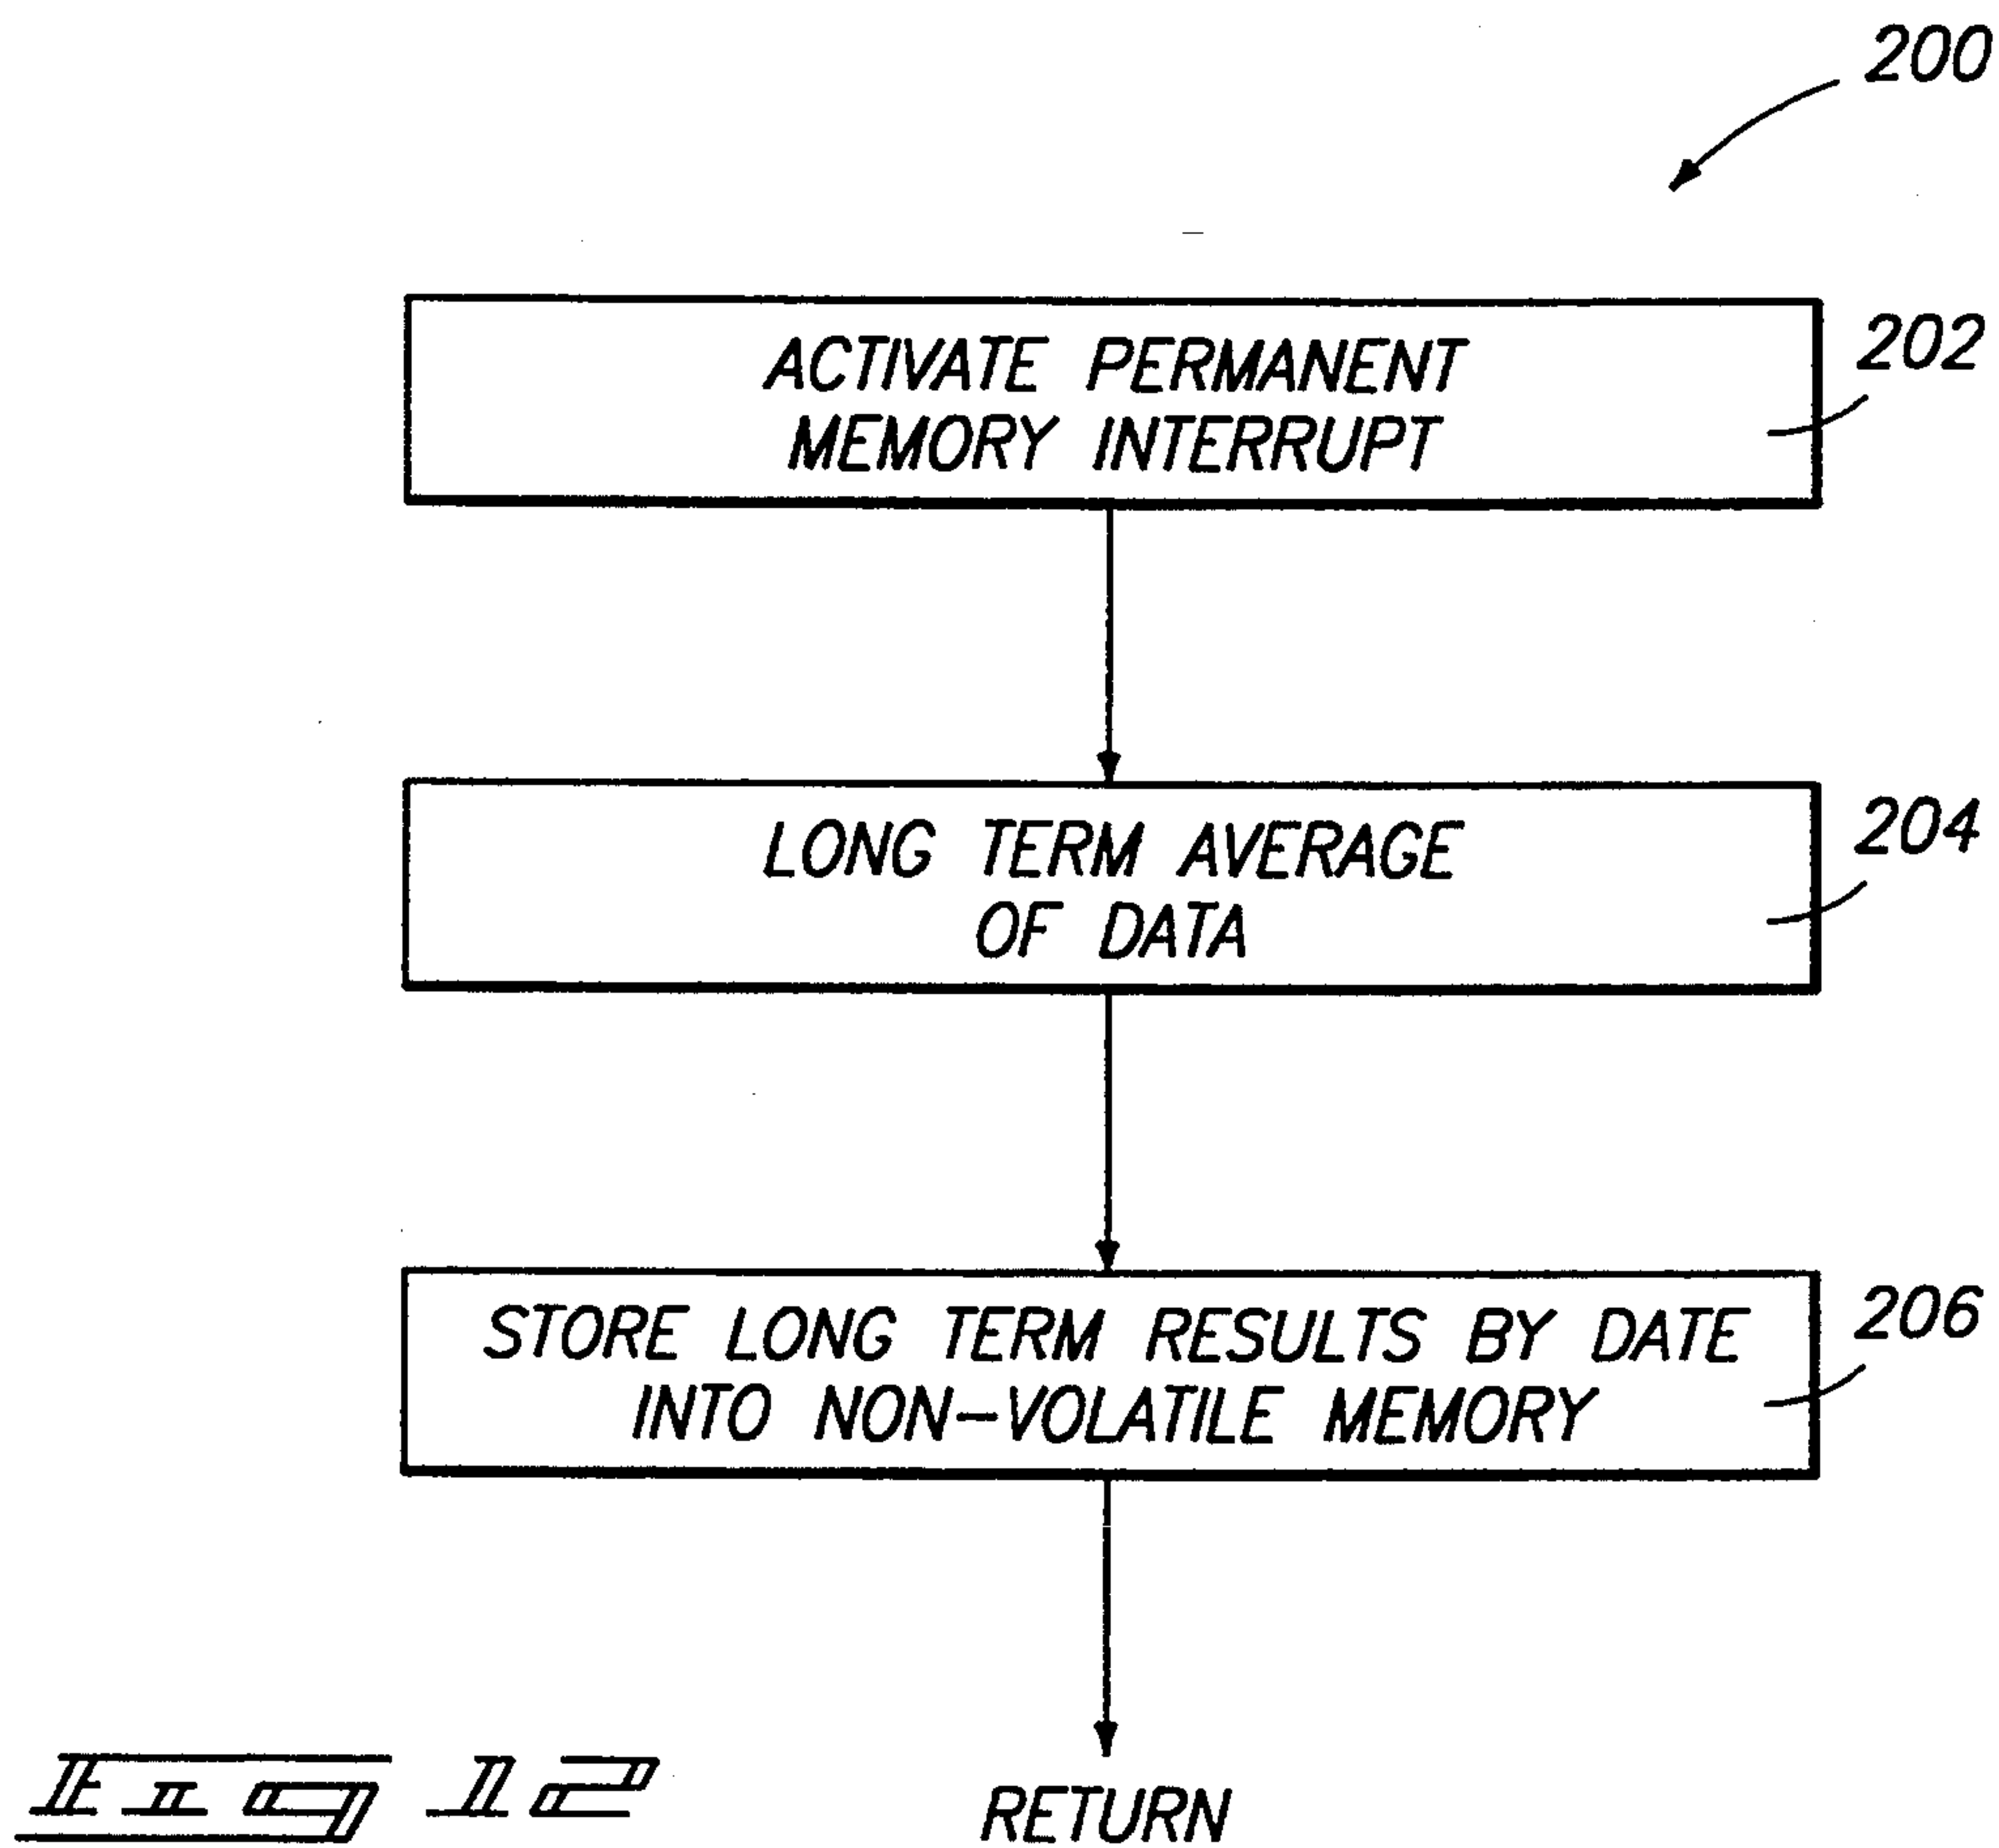 200
ACTIVATE PERMANENT
MEMORY INTERRUPT
202
LONG TERM AVERAGE
OF DATA
204
STORE LONG TERM RESULTS BY DATE
INTO NON-VOLATILE MEMORY
206
RETURN
Fig 12